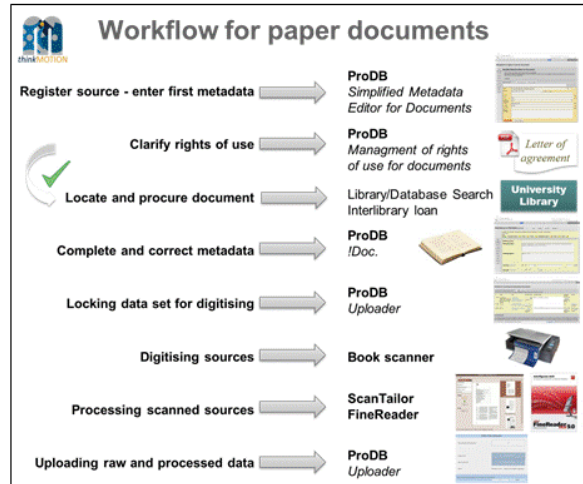 Workflow for paper documents
thinkMOTION
Register source - enter first metadata
ProDB
Simplified Metadata
Editor for Documents
Clarify rights of use
ProDB
Managment of rights
of use for documents
Letter of
agreement
Locate and procure document
Library/Database Search
Interlibrary loan
University
Library
Complete and correct metadata
ProDB
!Doc.
Locking data set for digitising
ProDB
Uploader
Digitising sources
Book scanner
Processing scanned sources
ScanTailor
FineReader
FineReader
Uploading raw and processed data
ProDB
Uploader